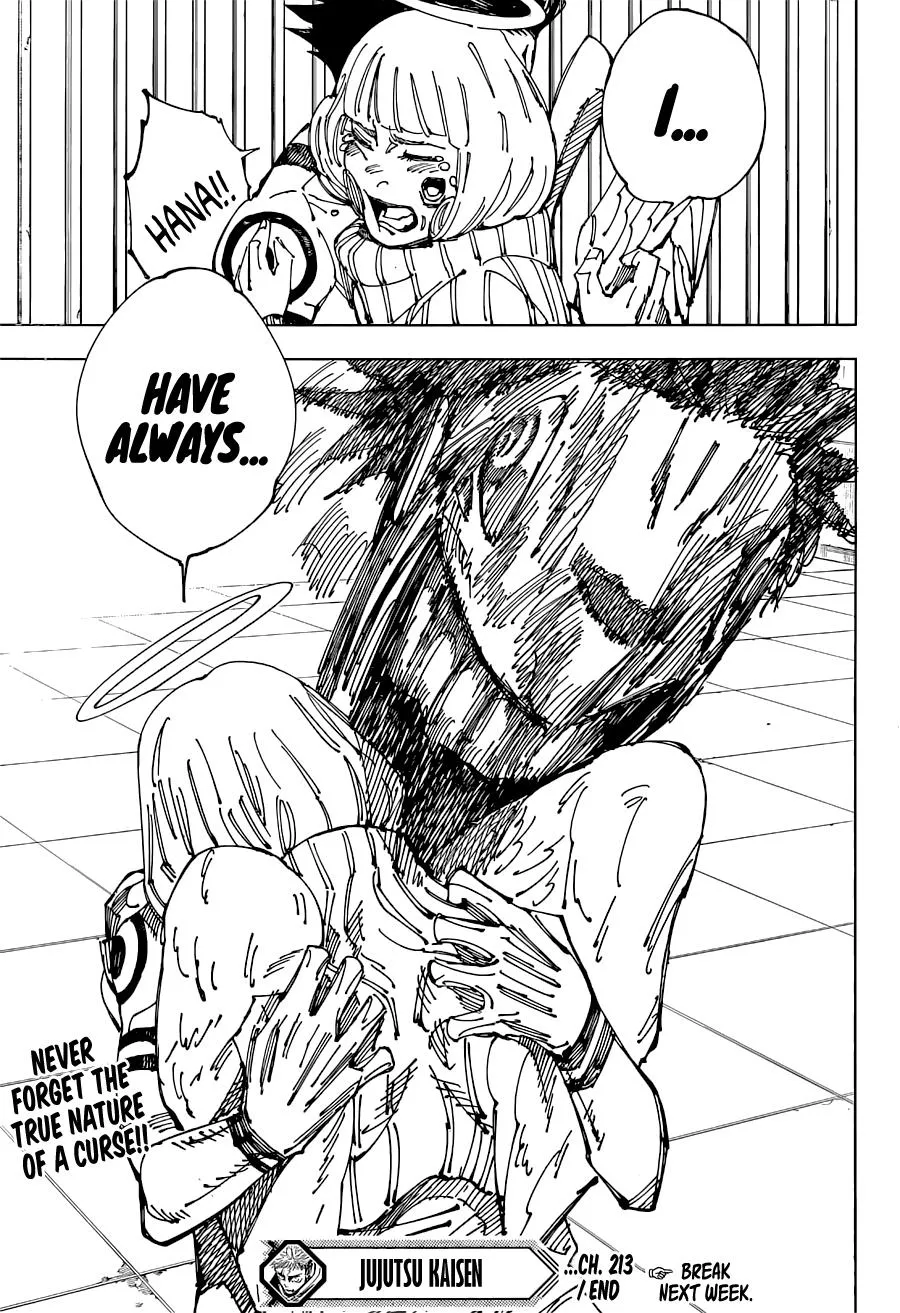 I...
HANA!!
HAVE
ALWAYS...
NEVER
FORGET THE
TRUE NATURE
OF A CURSE!!
JUJUTSU KAISEN
...CH. 213
/ END
☞ BREAK
NEXT WEEK.